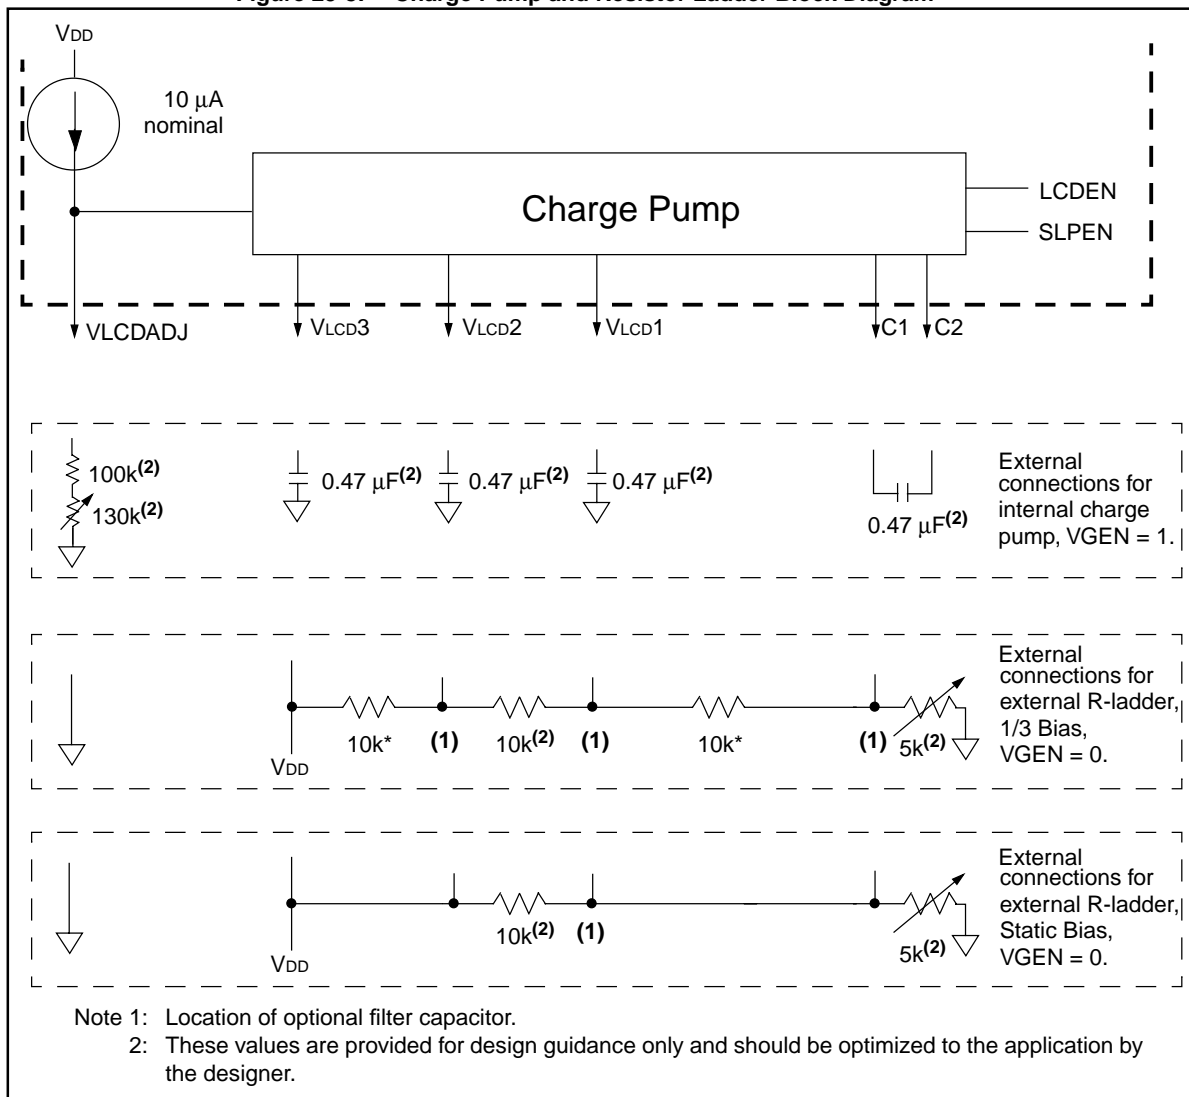 Figure 25-3: Charge Pump and Resistor Ladder Block Diagram
VDD
10 μA
nominal
Charge Pump
LCDEN
SLPEN
VLCDADJ
VLCD3
VLCD2
VLCD1
C1
C2
100k(2)
130k(2)
0.47 μF(2)
0.47 μF(2)
0.47 μF(2)
0.47 μF(2)
External
connections for
internal charge
pump, VGEN = 1.
10k*
(1)
10k(2)
(1)
10k*
(1)
5k(2)
VDD
External
connections for
external R-ladder,
1/3 Bias,
VGEN = 0.
10k(2)
(1)
5k(2)
VDD
External
connections for
external R-ladder,
Static Bias,
VGEN = 0.
Note 1: Location of optional filter capacitor.
2: These values are provided for design guidance only and should be optimized to the application by
the designer.